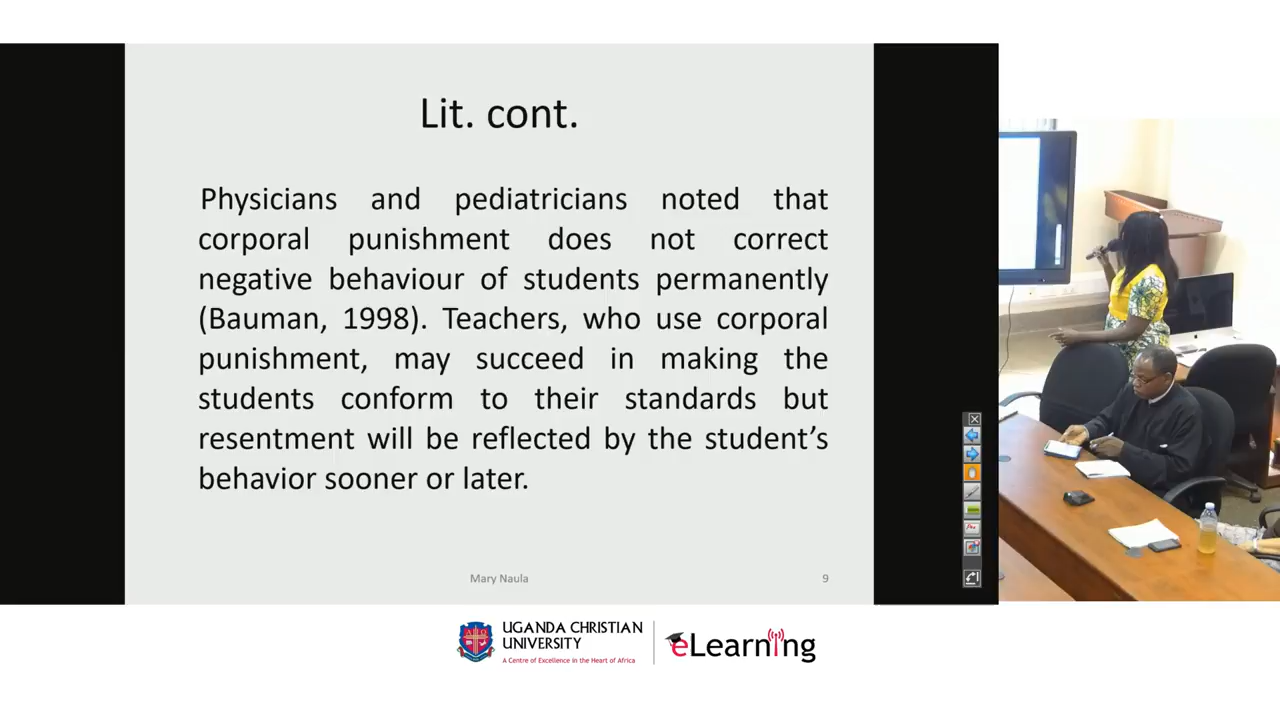 Lit. cont.
Physicians and pediatricians noted that
corporal punishment does not correct
negative behaviour of students permanently
(Bauman, 1998). Teachers, who use corporal
punishment, may succeed in making the
students conform to their standards but
resentment will be reflected by the student’s
behavior sooner or later.
Mary Naula
9
UGANDA CHRISTIAN
UNIVERSITY
A Centre of Excellence in the Heart of Africa
eLearning